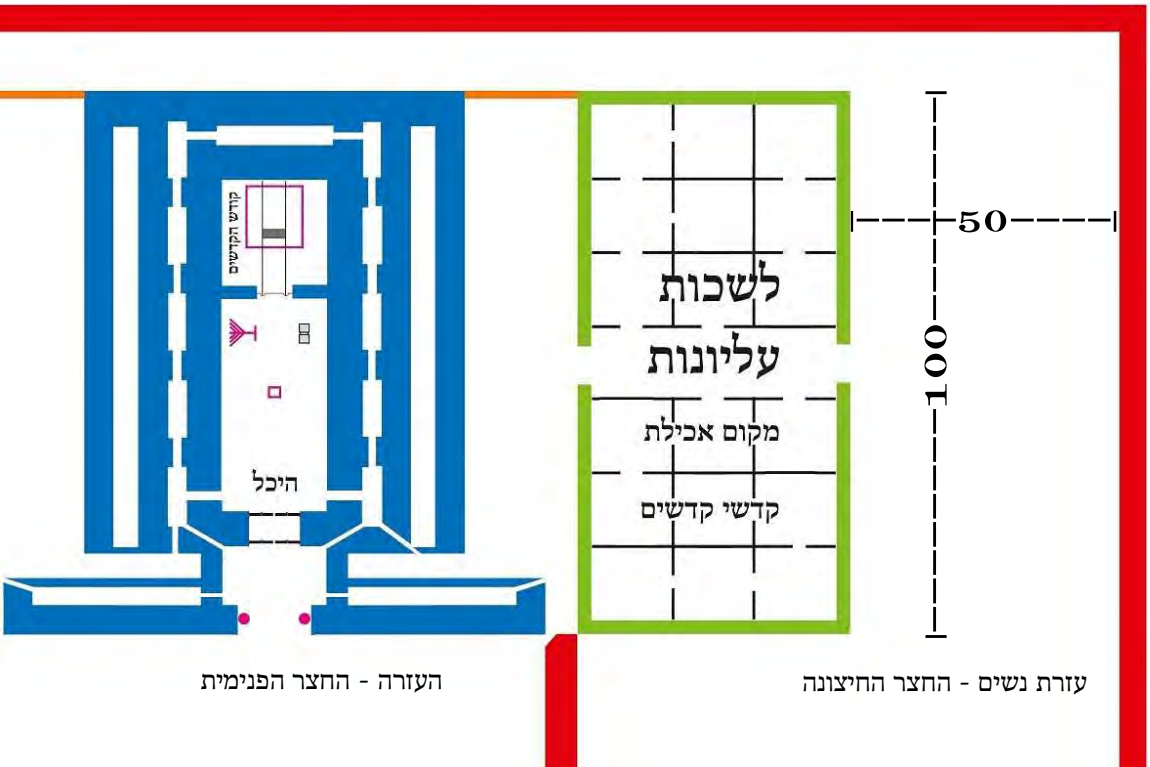 קודש הקדשים
50
לשכות
100
עליונות
מקום אכילת
היכל
קדשי קדשים
עזרת נשים - החצר החיצונה
העזרה - החצר הפנימית